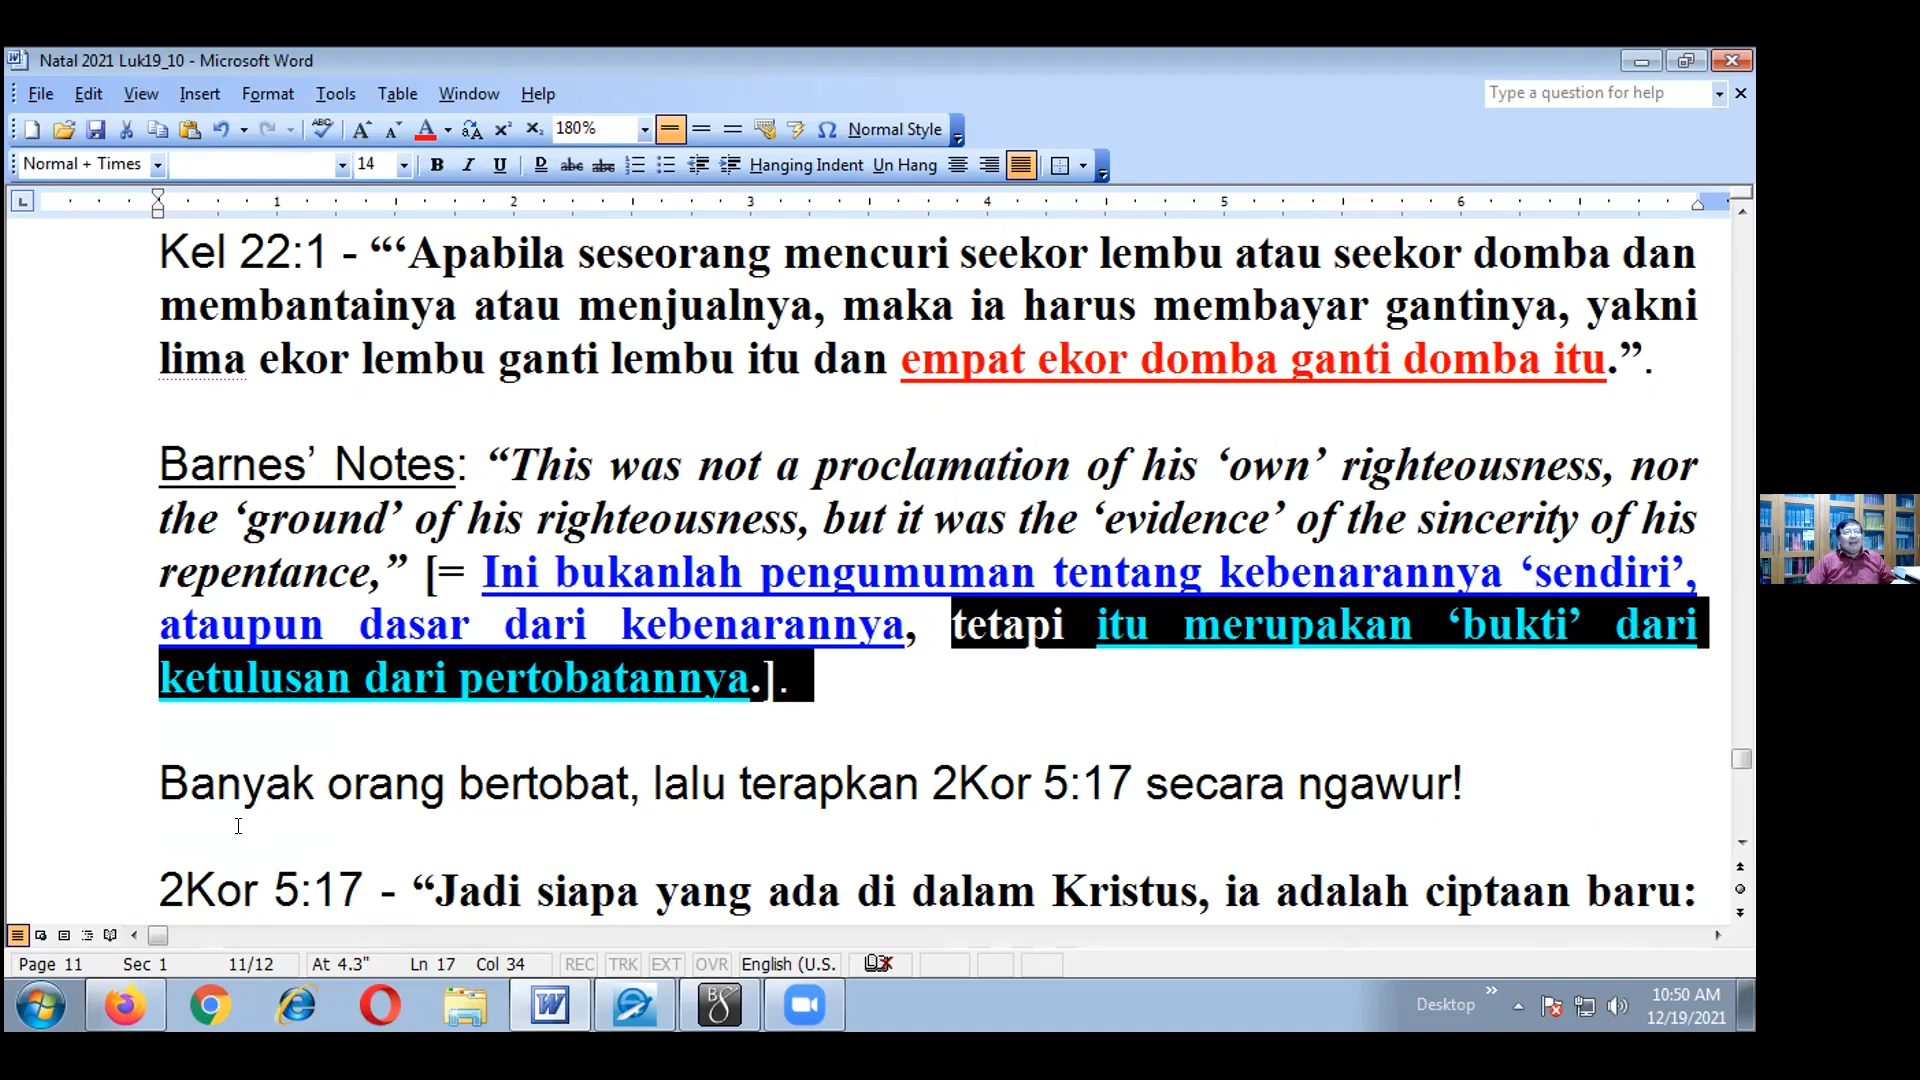 Natal 2021 Luk19_10 - Microsoft Word
File Edit View Insert Format Tools Table Window Help
Type a question for help
180%
Normal Style
Normal + Times
14
B I U
Hanging Indent Un Hang
1 2 3 4 5 6
Kel 22:1 - “‘Apabila seseorang mencuri seekor lembu atau seekor domba dan
membantainya atau menjualnya, maka ia harus membayar gantinya, yakni
lima ekor lembu ganti lembu itu dan empat ekor domba ganti domba itu.”.
Barnes’ Notes: “This was not a proclamation of his ‘own’ righteousness, nor
the ‘ground’ of his righteousness, but it was the ‘evidence’ of the sincerity of his
repentance,” [= Ini bukanlah pengumuman tentang kebenarannya ‘sendiri’,
ataupun dasar dari kebenarannya, tetapi itu merupakan ‘bukti’ dari
ketulusan dari pertobatannya.].
Banyak orang bertobat, lalu terapkan 2Kor 5:17 secara ngawur!
2Kor 5:17 - “Jadi siapa yang ada di dalam Kristus, ia adalah ciptaan baru:
Page 11 Sec 1 11/12 At 4.3" Ln 17 Col 34 REC TRK EXT OVR English (U.S.
Desktop
10:50 AM
12/19/2021